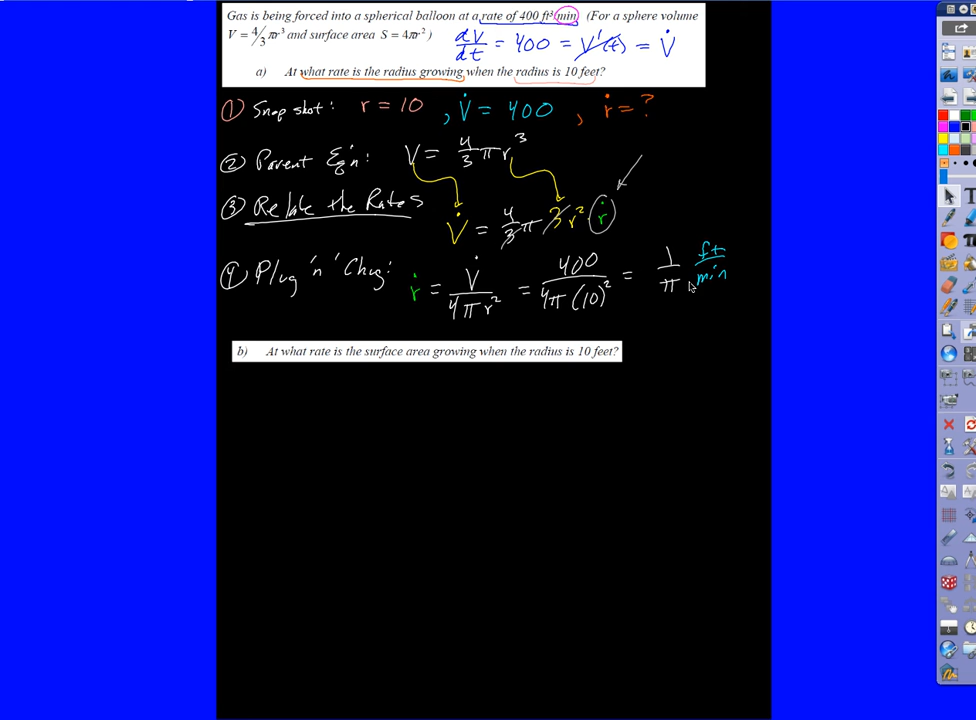 Gas is being forced into a spherical balloon at a rate of 400 ft³ min (For a sphere volume
V = 4/3 πr³ and surface area S = 4πr²) dV/dt = 400 = V'(t) = V̇
a) At what rate is the radius growing when the radius is 10 feet?
① Snapshot: r = 10 , V̇ = 400 , ṙ = ?
② Parent Eq'n: V = 4/3 πr³
③ Relate the Rates
V̇ = 4/3 π 3r² ṙ
④ Plug 'n' Chug: ṙ = V̇/4πr² = 400/4π(10)² = 1/π ft/min
b) At what rate is the surface area growing when the radius is 10 feet?